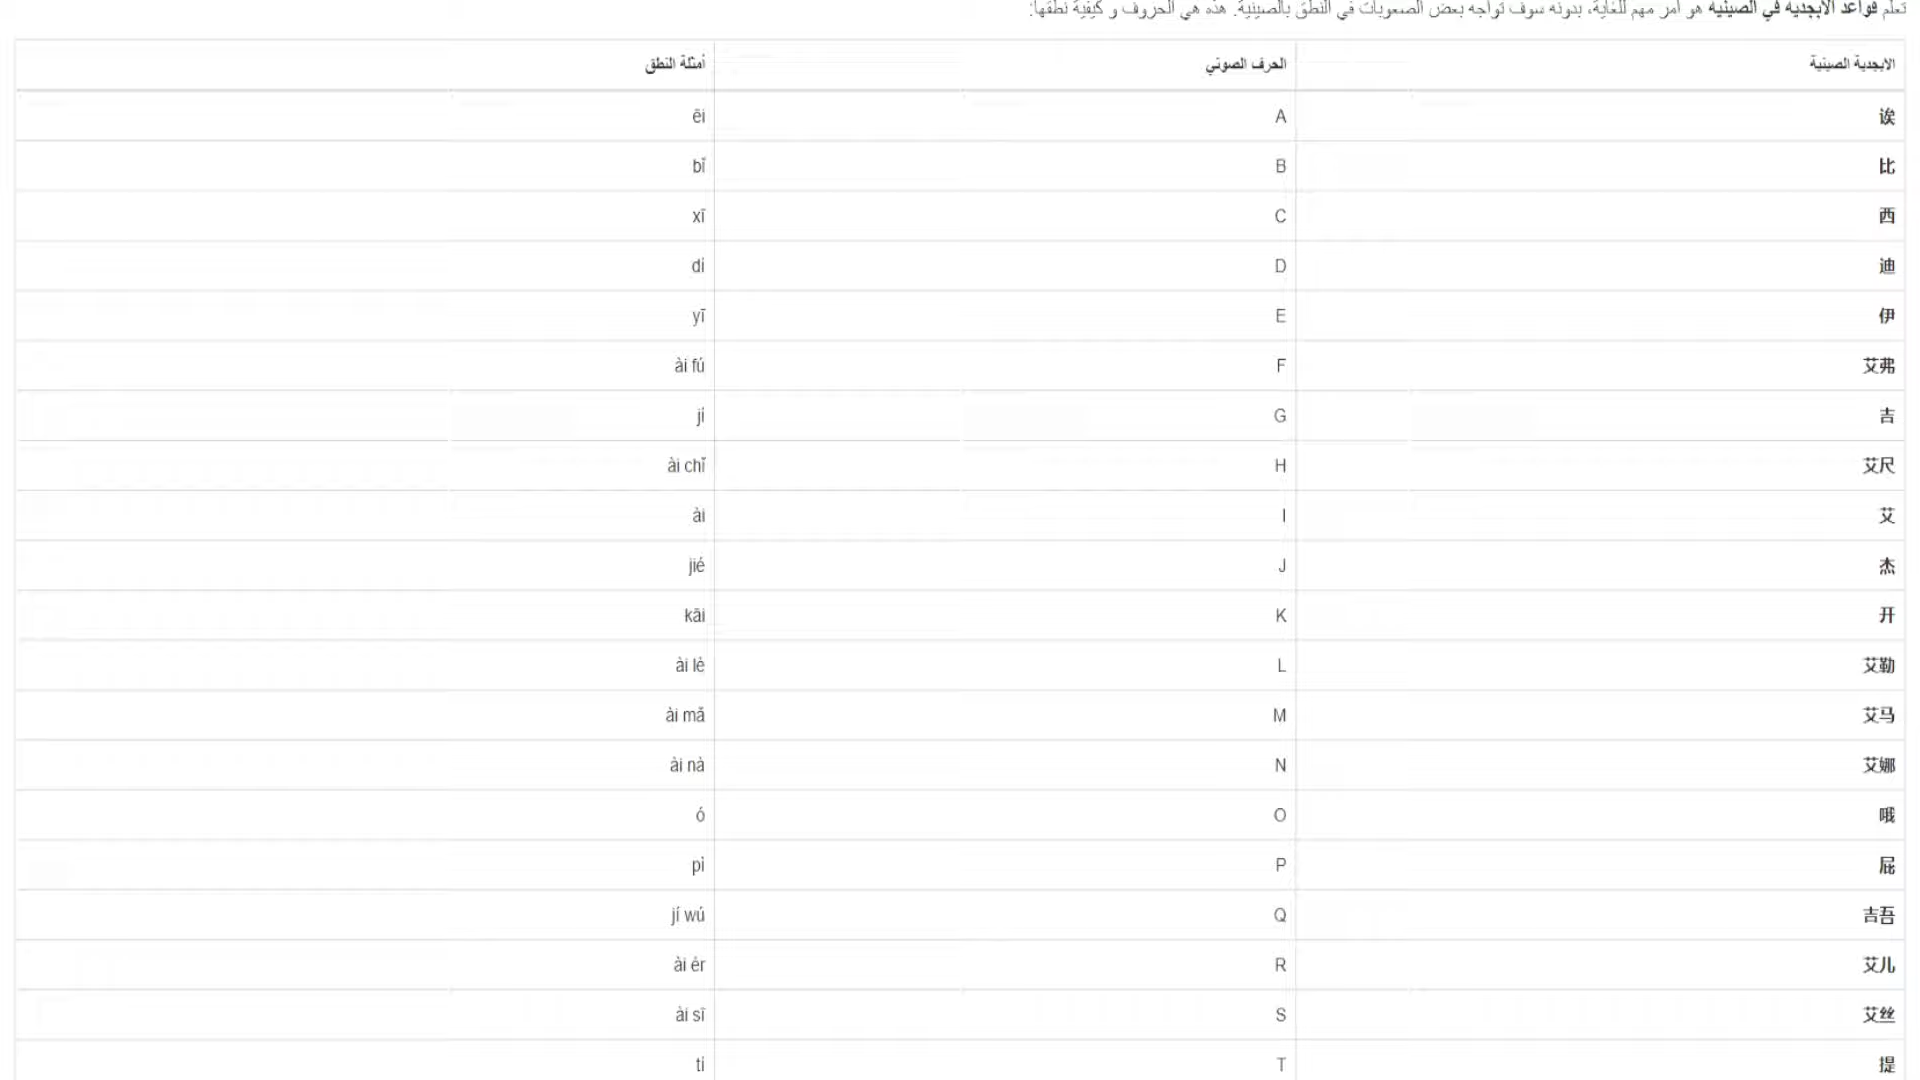 تعلم قواعد الأبجدية في الصينية هو أمر مهم للغاية، بدونه سوف تواجه بعض الصعوبات في النطق بالصينية. هذه هي الحروف و كيفية نطقها:
الابجدية الصينية الحرف الصوتي أمثلة النطق
诶 A ēi
比 B bǐ
西 C xī
迪 D dí
伊 E yī
艾弗 F ài fú
吉 G jí
艾尺 H ài chǐ
艾 I ài
杰 J jié
开 K kāi
艾勒 L ài lè
艾马 M ài mǎ
艾娜 N ài nà
哦 O ó
屁 P pì
吉吾 Q jí wú
艾儿 R ài ér
艾丝 S ài sī
提 T tí